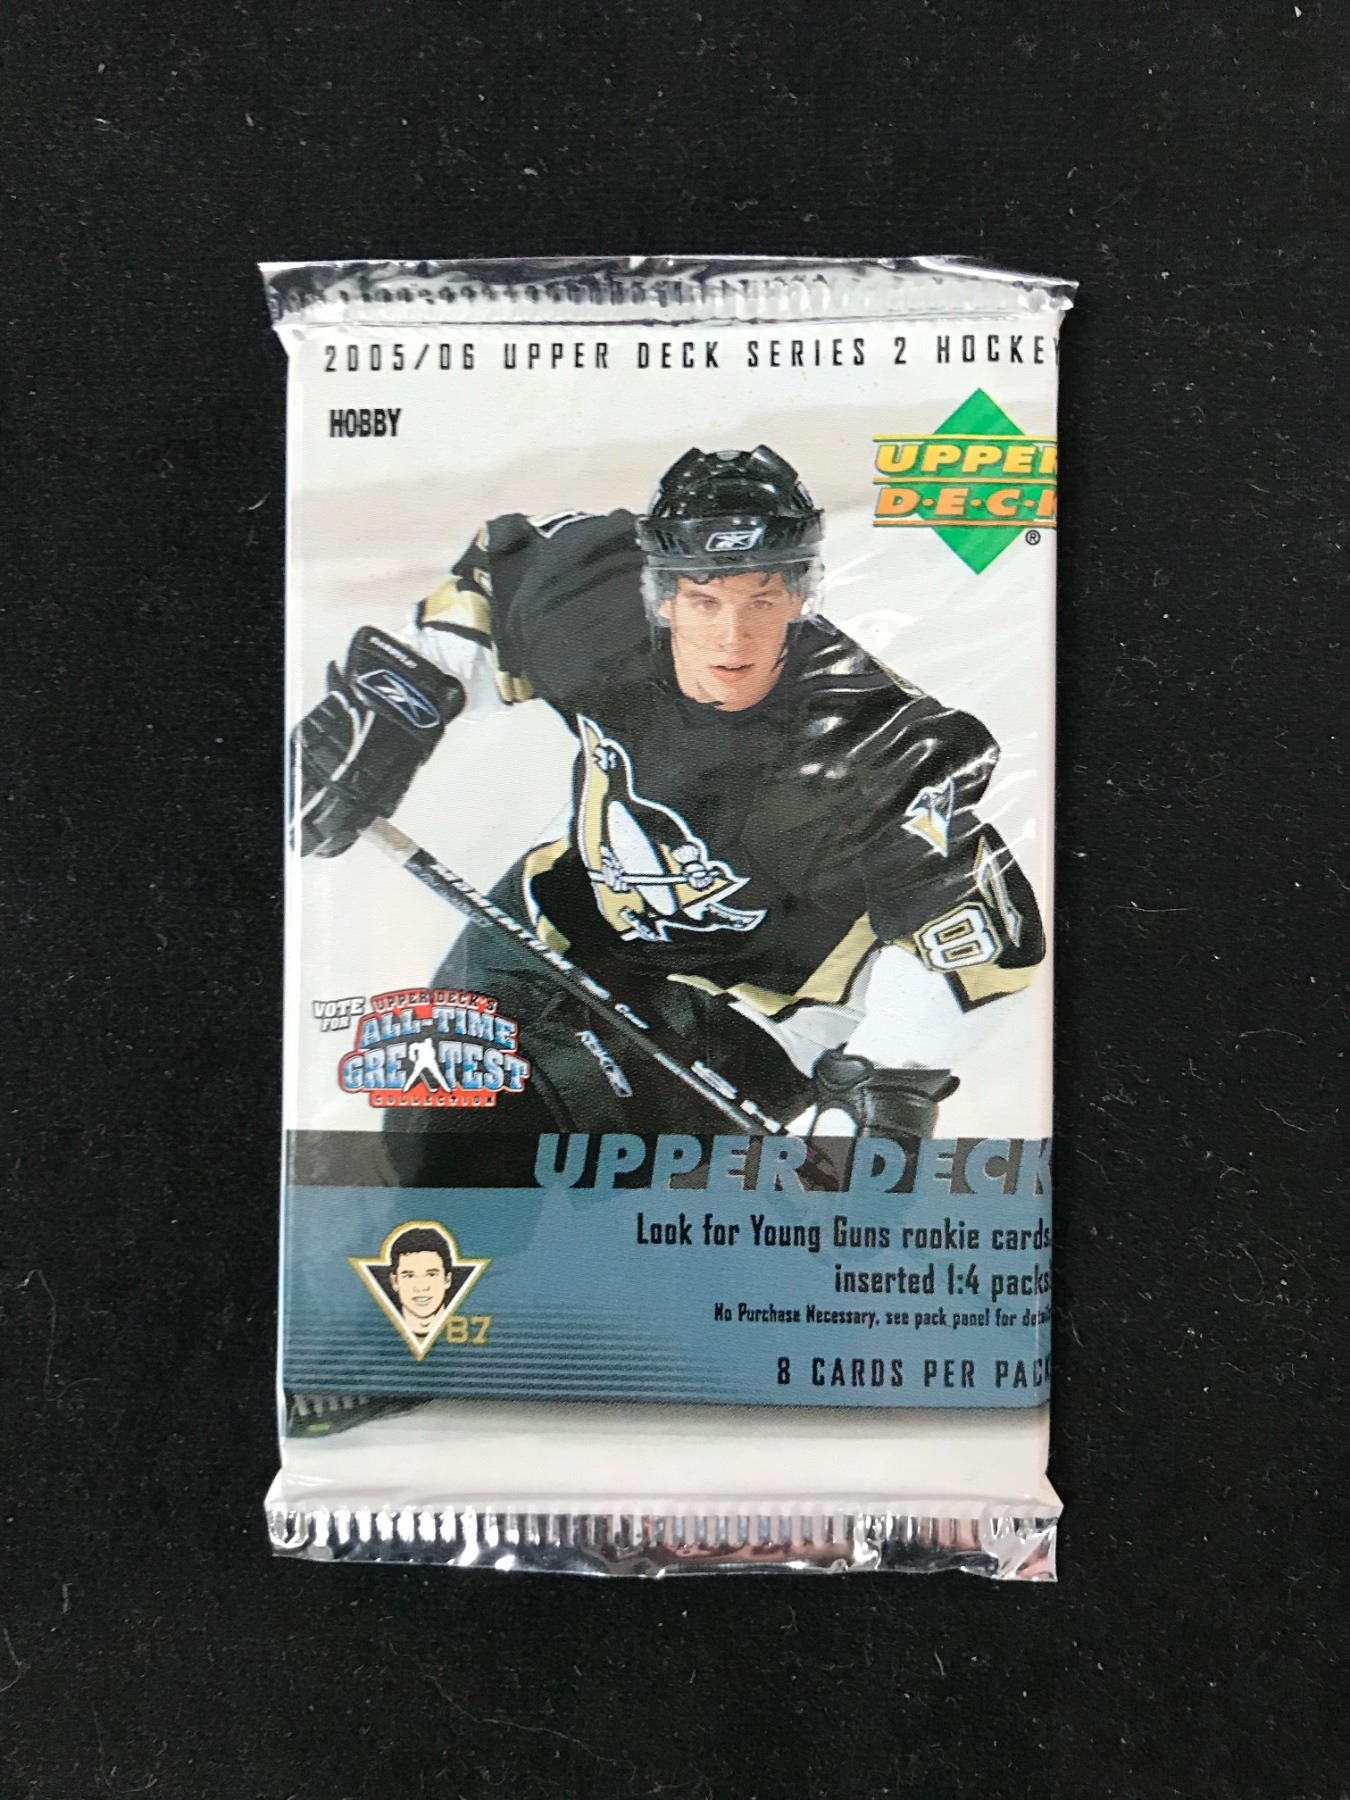 2005/06 UPPER DECK SERIES 2 HOCKEY
HOBBY
UPPER
D·E·C·K
®
8
VOTE
FOR
UPPER DECK'S
ALL-TIME
GREATEST
COLLECTION
UPPER DECK
Look for Young Guns rookie cards
inserted 1:4 packs
No Purchase Necessary, see pack panel for details
87
8 CARDS PER PACK